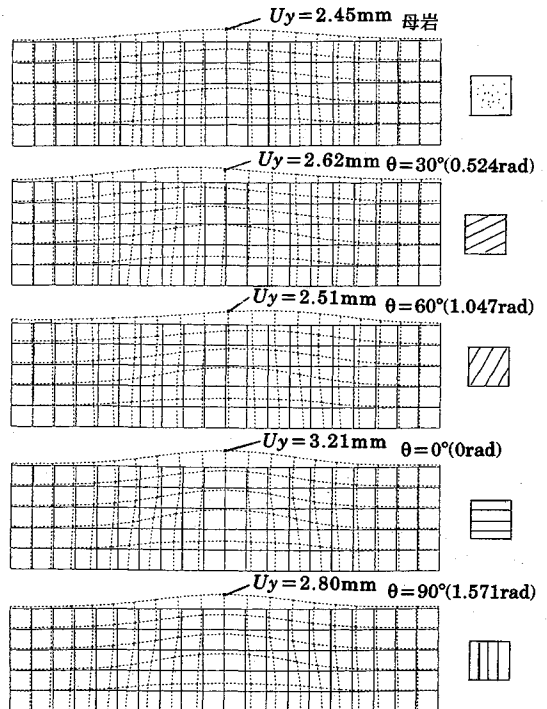 Uy=2.45mm 母岩
Uy=2.62mm θ=30°(0.524rad)
Uy=2.51mm θ=60°(1.047rad)
Uy=3.21mm θ=0°(0rad)
Uy=2.80mm θ=90°(1.571rad)